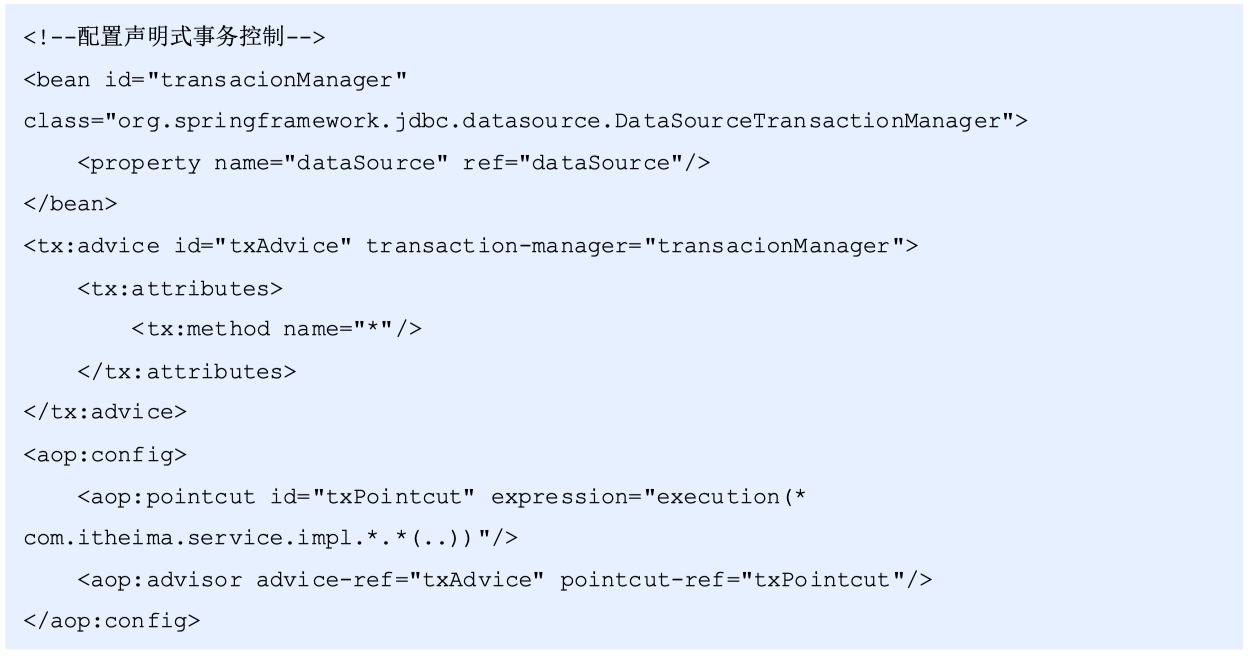 <!--配置声明式事务控制-->
<bean id="transacionManager"
class="org.springframework.jdbc.datasource.DataSourceTransactionManager">
    <property name="dataSource" ref="dataSource"/>
</bean>
<tx:advice id="txAdvice" transaction-manager="transacionManager">
    <tx:attributes>
        <tx:method name="*"/>
    </tx:attributes>
</tx:advice>
<aop:config>
    <aop:pointcut id="txPointcut" expression="execution(*
com.itheima.service.impl.*.*(..))"/>
    <aop:advisor advice-ref="txAdvice" pointcut-ref="txPointcut"/>
</aop:config>